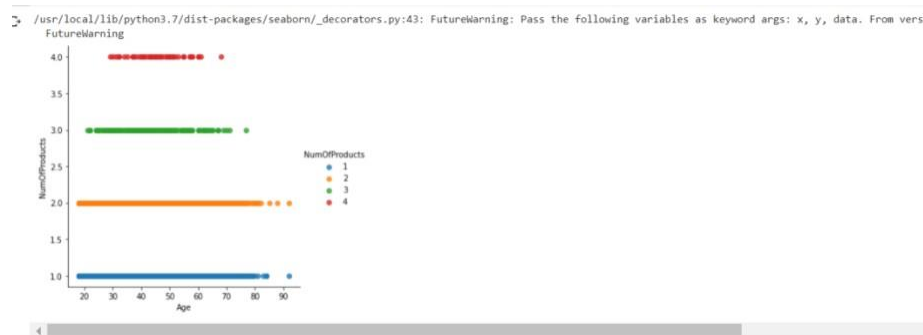 /usr/local/lib/python3.7/dist-packages/seaborn/_decorators.py:43: FutureWarning: Pass the following variables as keyword args: x, y, data. From vers
FutureWarning
4.0
3.5
3.0
2.5
2.0
1.5
1.0
NumOfProducts
20 30 40 50 60 70 80 90
Age
NumOfProducts
1
2
3
4